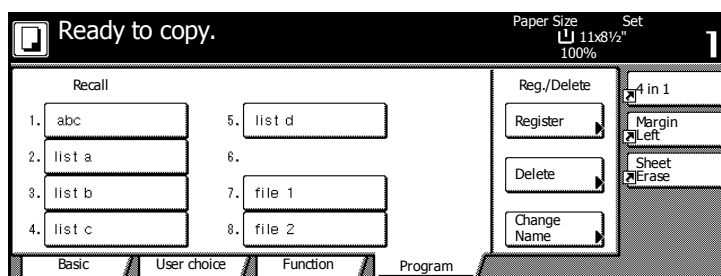 Ready to copy.
Paper Size Set
11x8½"
100%
1
Recall
1. abc
2. list a
3. list b
4. list c
5. list d
6.
7. file 1
8. file 2
Reg./Delete
Register
Delete
Change
Name
4 in 1
Margin
Left
Sheet
Erase
Basic User choice Function Program